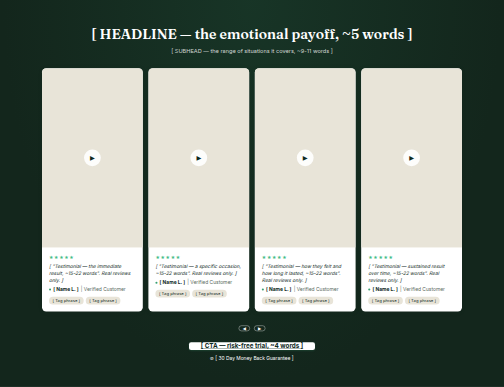 [ HEADLINE — the emotional payoff, ~5 words ]
[ SUBHEAD — the range of situations it covers, ~8–11 words ]
[ "Testimonial — the immediate
result, ~15–22 words". Real reviews
only. ]
[ Name L. ] | Verified Customer
[ Tag phrase ] [ Tag phrase ]
[ "Testimonial — a specific occasion,
~15–22 words". Real reviews only. ]
[ Name L. ] | Verified Customer
[ Tag phrase ] [ Tag phrase ]
[ "Testimonial — how they felt and
how long it lasted, ~15–22 words".
Real reviews only. ]
[ Name L. ] | Verified Customer
[ Tag phrase ] [ Tag phrase ]
[ "Testimonial — sustained result
over time, ~15–22 words". Real
reviews only. ]
[ Name L. ] | Verified Customer
[ Tag phrase ] [ Tag phrase ]
[ CTA — risk-free trial, ~4 words ]
[ 30 Day Money Back Guarantee ]